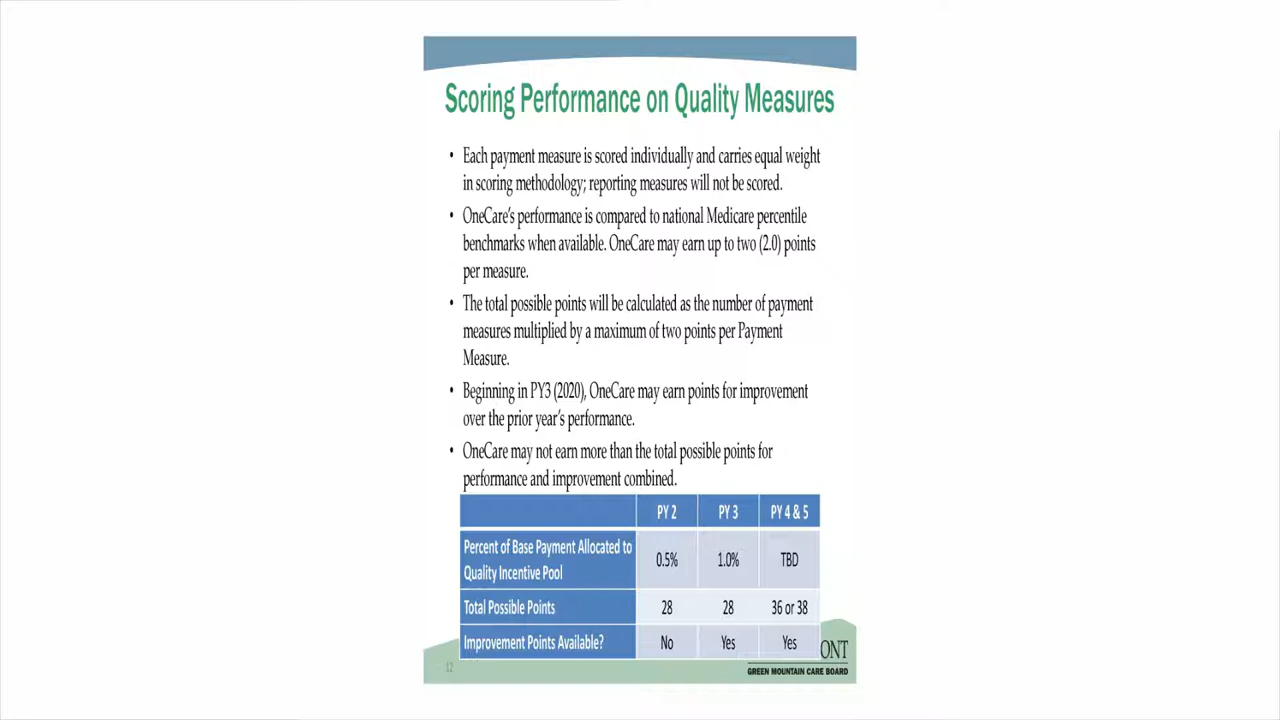 Scoring Performance on Quality Measures
• Each payment measure is scored individually and carries equal weight
in scoring methodology; reporting measures will not be scored.
• OneCare's performance is compared to national Medicare percentile
benchmarks when available. OneCare may earn up to two (2.0) points
per measure.
• The total possible points will be calculated as the number of payment
measures multiplied by a maximum of two points per Payment
Measure.
• Beginning in PY3 (2020), OneCare may earn points for improvement
over the prior year's performance.
• OneCare may not earn more than the total possible points for
performance and improvement combined.
PY 2 PY 3 PY 4 & 5
Percent of Base Payment Allocated to
Quality Incentive Pool 0.5% 1.0% TBD
Total Possible Points 28 28 36 or 38
Improvement Points Available? No Yes Yes
ONT
12
GREEN MOUNTAIN CARE BOARD